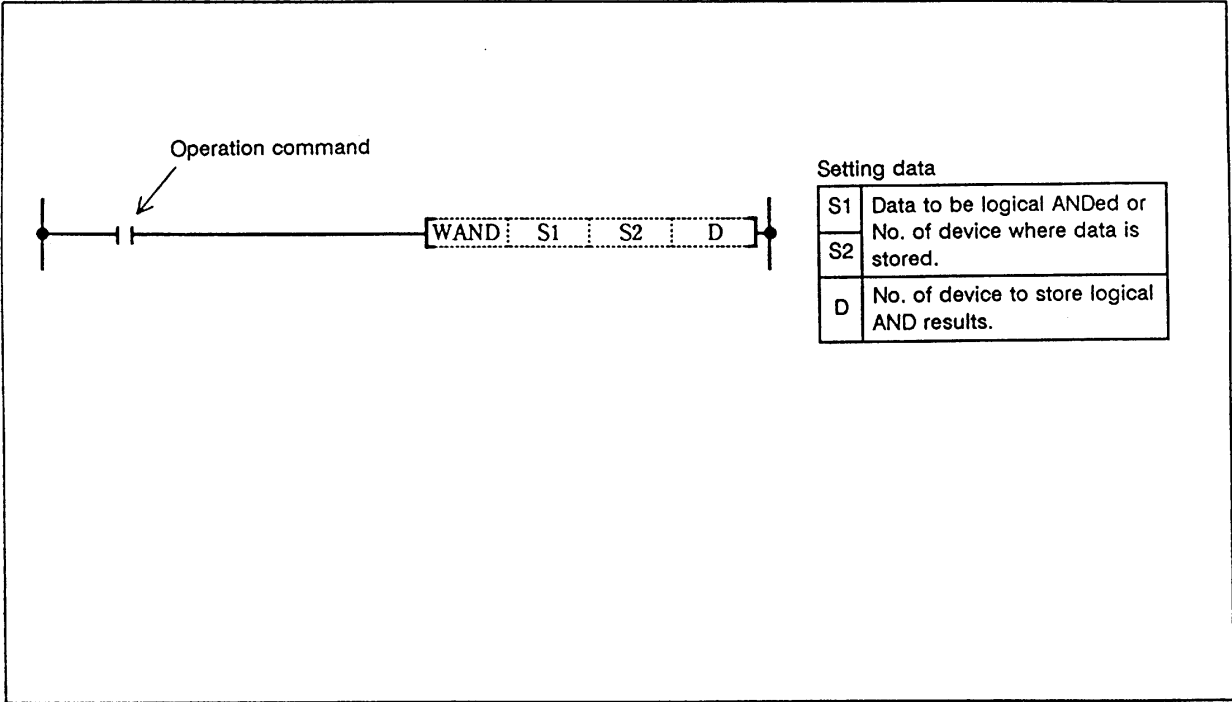 Operation command
WAND S1 S2 D
Setting data
S1 Data to be logical ANDed or
No. of device where data is
S2 stored.
D No. of device to store logical
AND results.